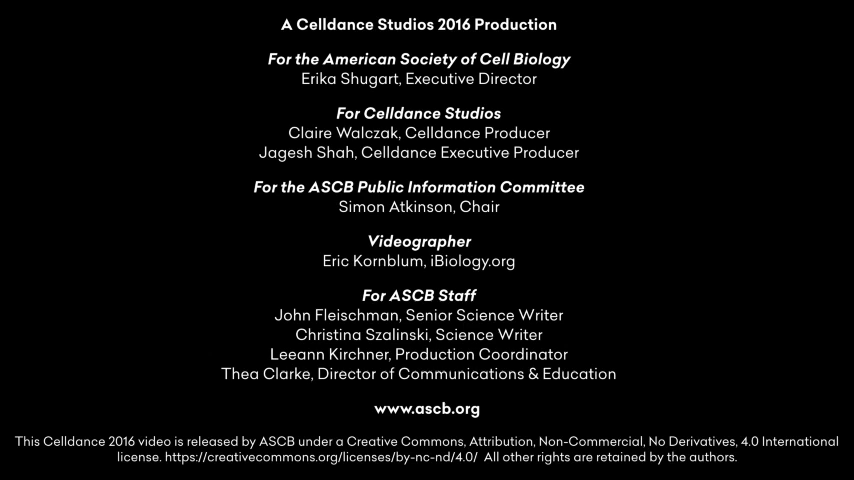 A Celldance Studios 2016 Production
For the American Society of Cell Biology
Erika Shugart, Executive Director
For Celldance Studios
Claire Walczak, Celldance Producer
Jagesh Shah, Celldance Executive Producer
For the ASCB Public Information Committee
Simon Atkinson, Chair
Videographer
Eric Kornblum, iBiology.org
For ASCB Staff
John Fleischman, Senior Science Writer
Christina Szalinski, Science Writer
Leeann Kirchner, Production Coordinator
Thea Clarke, Director of Communications & Education
www.ascb.org
This Celldance 2016 video is released by ASCB under a Creative Commons, Attribution, Non-Commercial, No Derivatives, 4.0 International
license. https://creativecommons.org/licenses/by-nc-nd/4.0/ All other rights are retained by the authors.